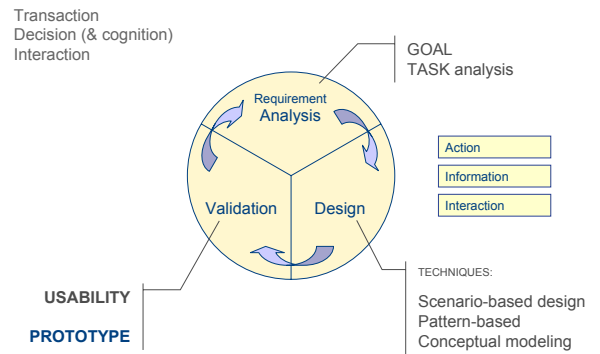 Transaction
Decision (& cognition)
Interaction
GOAL
TASK analysis
Requirement
Analysis
Action
Information
Interaction
Validation
Design
TECHNIQUES:
Scenario-based design
Pattern-based
Conceptual modeling
USABILITY
PROTOTYPE